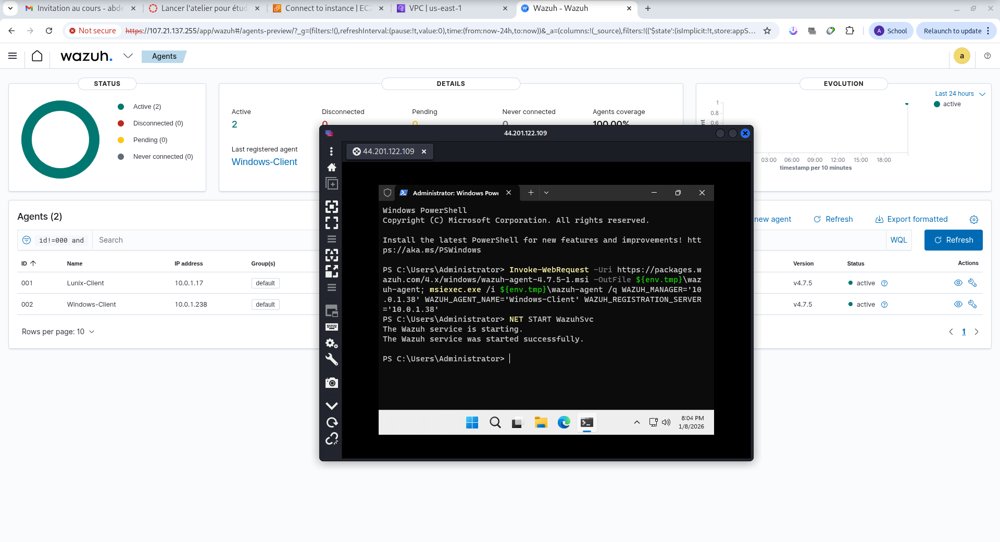 Invitation au cours - abde
Lancer l'atelier pour étud
Connect to instance | EC2
VPC | us-east-1
Wazuh - Wazuh
Not secure
https://107.21.137.255/app/wazuh#/agents-preview/?_g=(filters:!(),refreshInterval:(pause:!t,value:0),time:(from:now-24h,to:now))&_a=(columns:!(_source),filters:!(('$state':(isImplicit:!t,store:appS...
A School
Relaunch to update
wazuh.
Agents
a
STATUS
Active (2)
Disconnected (0)
Pending (0)
Never connected (0)
DETAILS
Active
2
Disconnected
0
Pending
0
Never connected
0
Agents coverage
100.00%
Last registered agent
Windows-Client
EVOLUTION
Last 24 hours
active
1
0.8
0.6
03:00 06:00 09:00 12:00 15:00 18:00
timestamp per 10 minutes
Agents (2)
new agent
Refresh
Export formatted
id!=000 and
Search
WQL
Refresh
ID Name IP address Group(s) Version Status Actions
001 Lunix-Client 10.0.1.17 default v4.7.5 active
002 Windows-Client 10.0.1.238 default v4.7.5 active
Rows per page: 10
1
44.201.122.109
44.201.122.109
Administrator: Windows Powe
Windows PowerShell
Copyright (C) Microsoft Corporation. All rights reserved.
Install the latest PowerShell for new features and improvements! htt
ps://aka.ms/PSWindows
PS C:\Users\Administrator> Invoke-WebRequest -Uri https://packages.w
azuh.com/4.x/windows/wazuh-agent-4.7.5-1.msi -OutFile ${env.tmp}\waz
uh-agent; msiexec.exe /i ${env.tmp}\wazuh-agent /q WAZUH_MANAGER='10
.0.1.38' WAZUH_AGENT_NAME='Windows-Client' WAZUH_REGISTRATION_SERVER
='10.0.1.38'
PS C:\Users\Administrator> NET START WazuhSvc
The Wazuh service is starting.
The Wazuh service was started successfully.
PS C:\Users\Administrator>
8:04 PM
1/8/2026